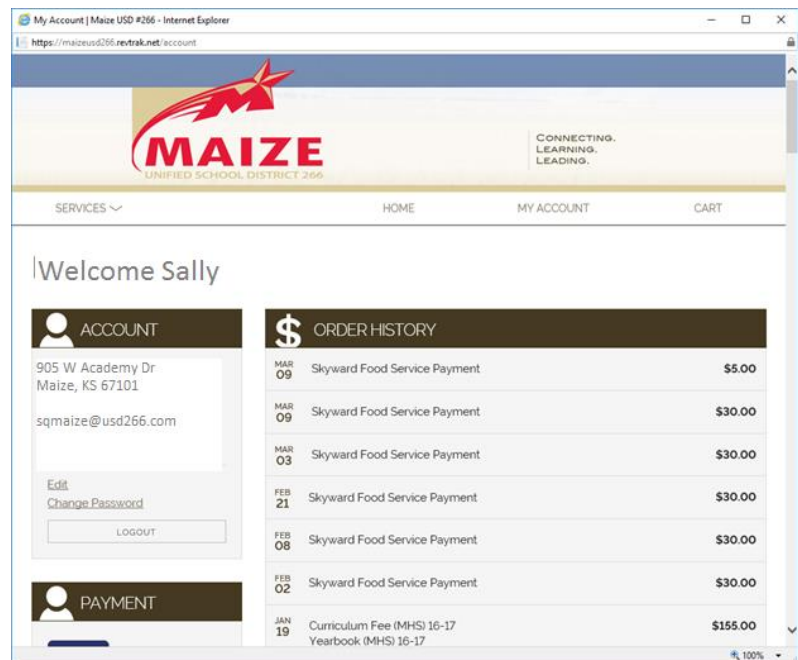 My Account | Maize USD #266 - Internet Explorer
https://maizeusd266.revtrak.net/account
MAIZE
UNIFIED SCHOOL DISTRICT 266
CONNECTING.
LEARNING.
LEADING.
SERVICES
HOME
MY ACCOUNT
CART
Welcome Sally
ACCOUNT
905 W Academy Dr
Maize, KS 67101
sqmaize@usd266.com
Edit
Change Password
LOGOUT
PAYMENT
$ ORDER HISTORY
MAR
09 Skyward Food Service Payment $5.00
MAR
09 Skyward Food Service Payment $30.00
MAR
03 Skyward Food Service Payment $30.00
FEB
21 Skyward Food Service Payment $30.00
FEB
08 Skyward Food Service Payment $30.00
FEB
02 Skyward Food Service Payment $30.00
JAN
19 Curriculum Fee (MHS) 16-17 $155.00
Yearbook (MHS) 16-17
100%